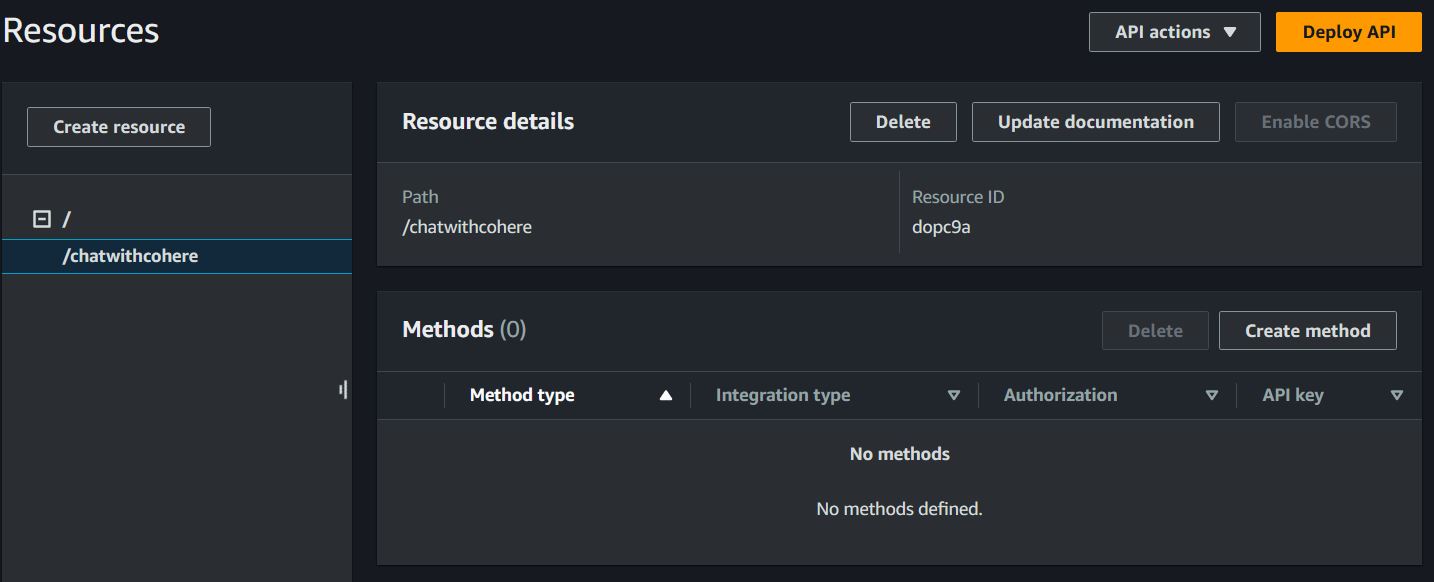 Resources
API actions
Deploy API
Create resource
/
/chatwithcohere
Resource details
Delete
Update documentation
Enable CORS
Path
/chatwithcohere
Resource ID
dopc9a
Methods (0)
Delete
Create method
Method type
Integration type
Authorization
API key
No methods
No methods defined.